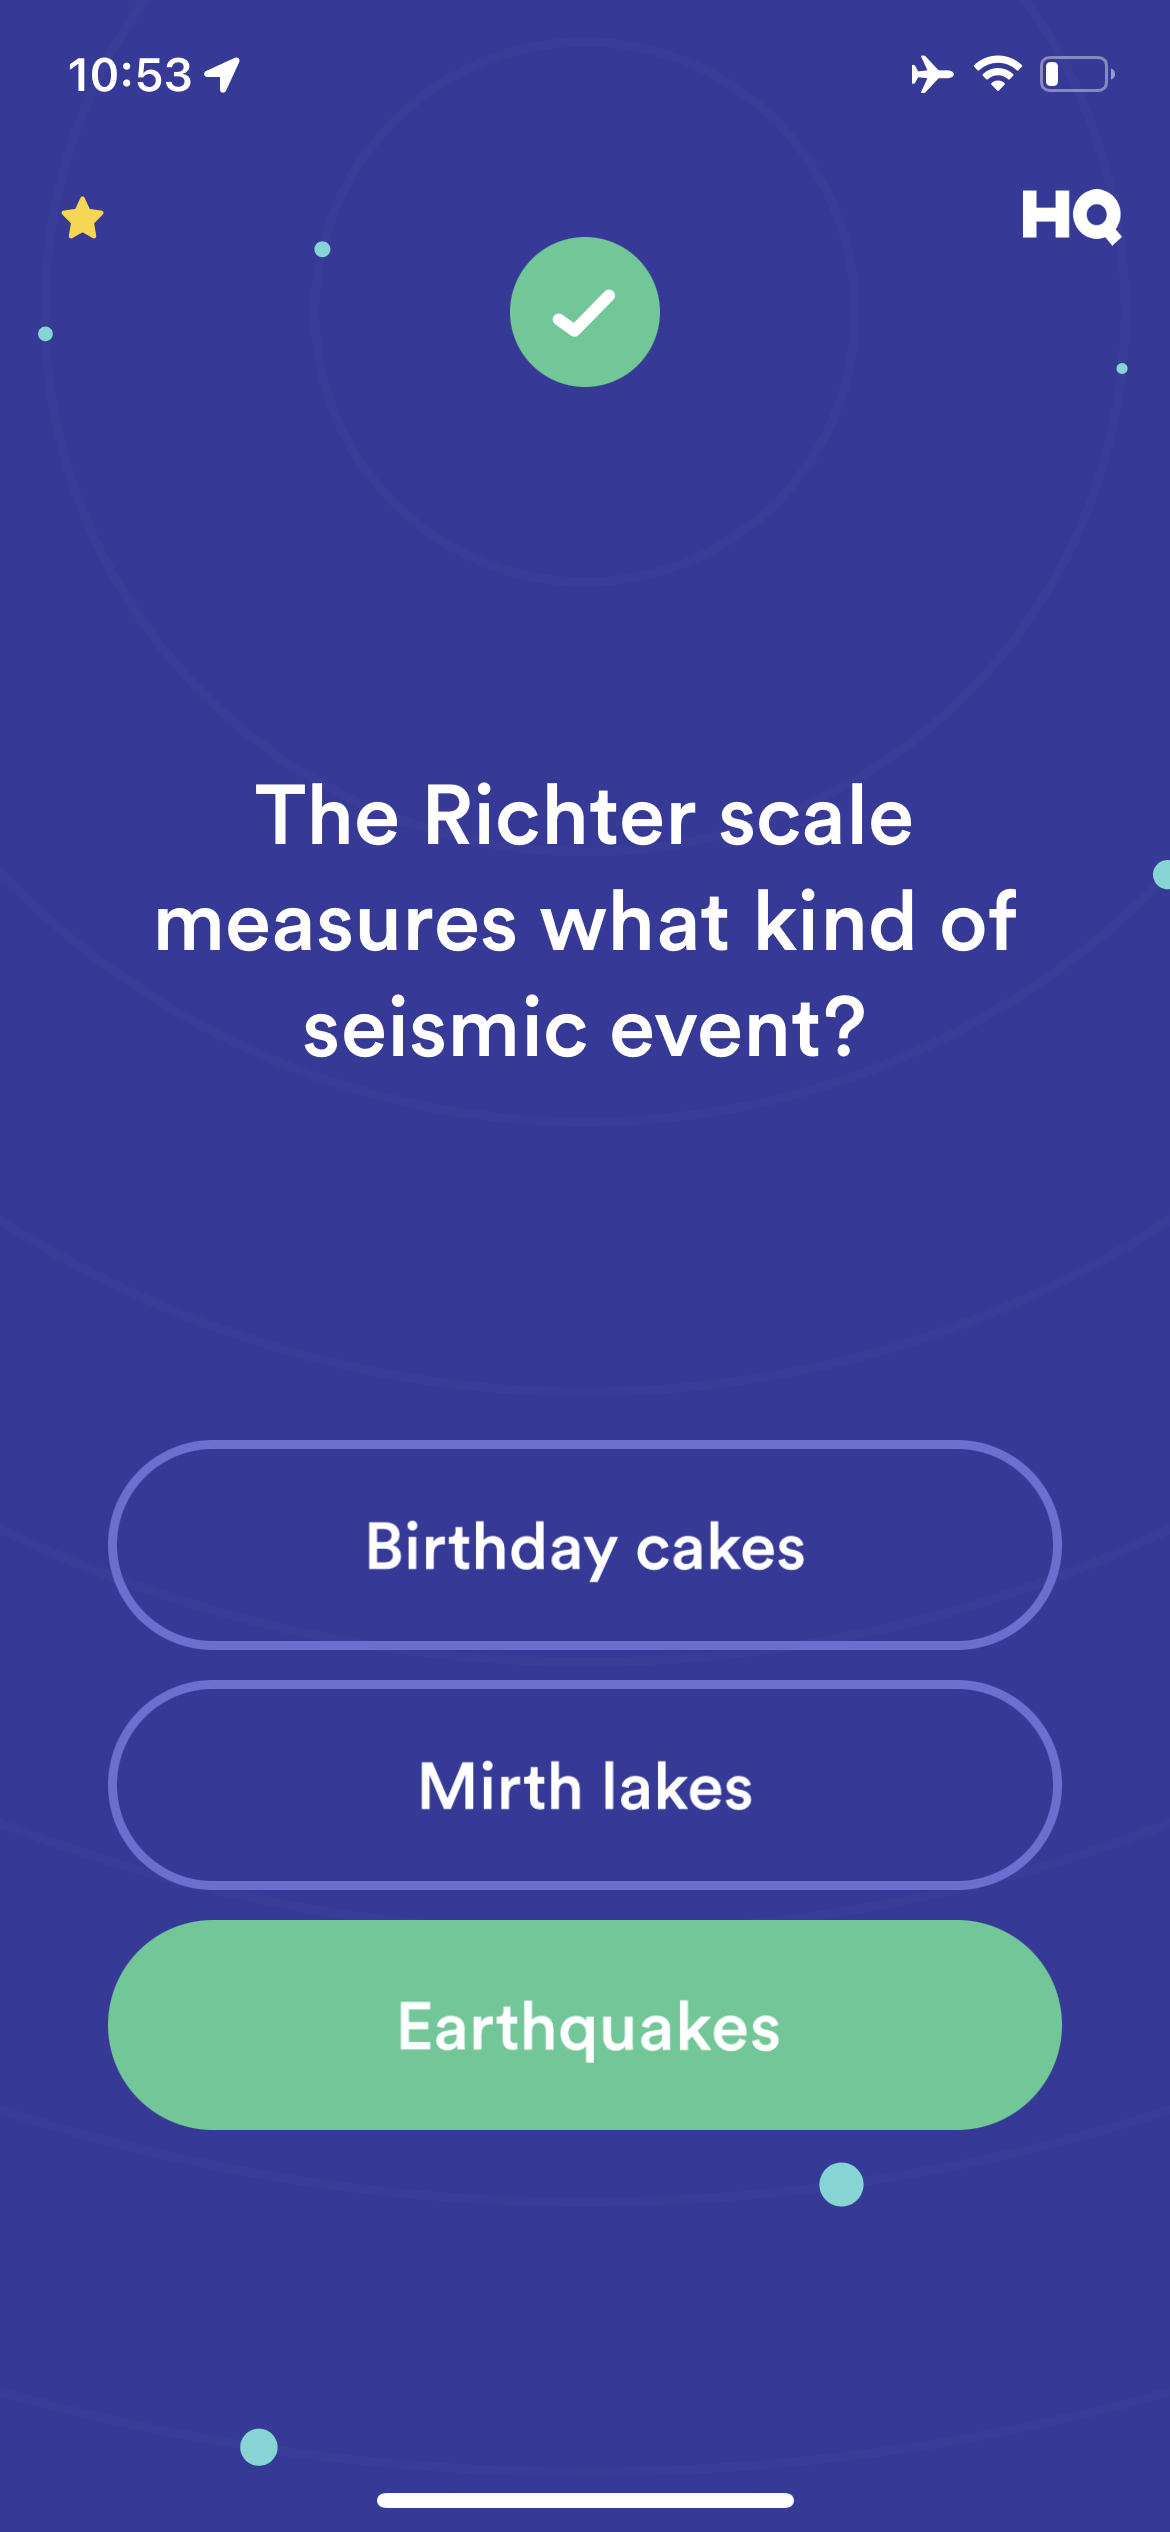 10:53
HQ
The Richter scale
measures what kind of
seismic event?
Birthday cakes
Mirth lakes
Earthquakes